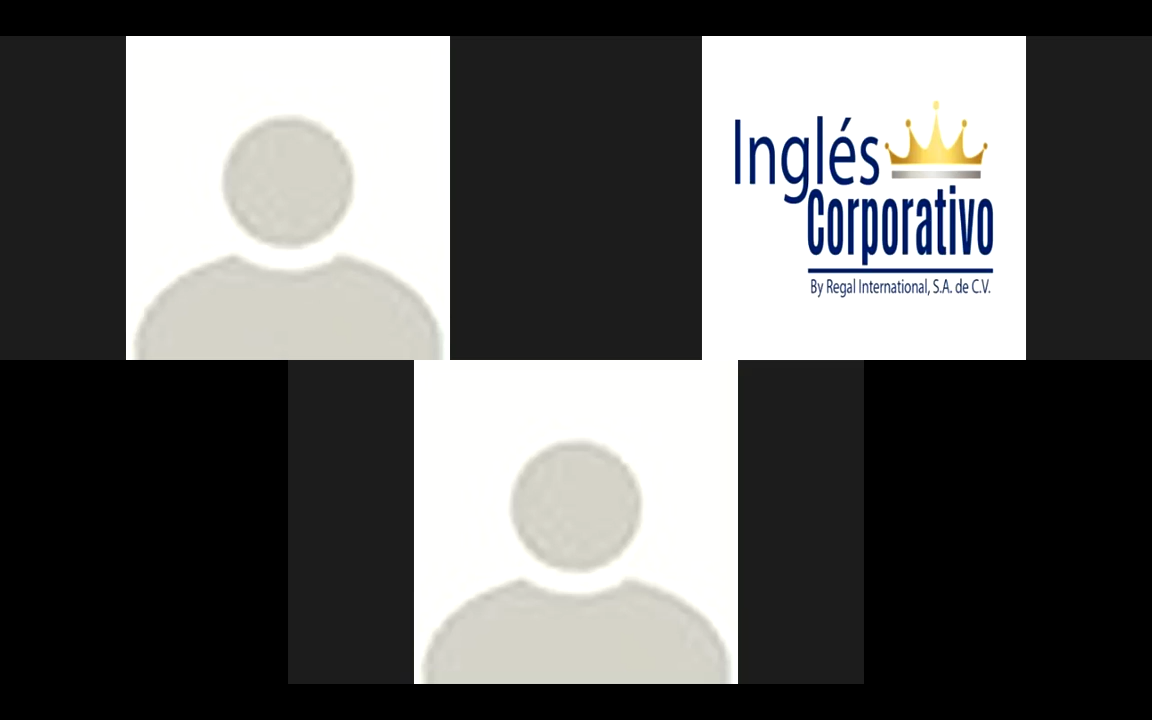 Inglés
Corporativo
By Regal International, S.A. de C.V.